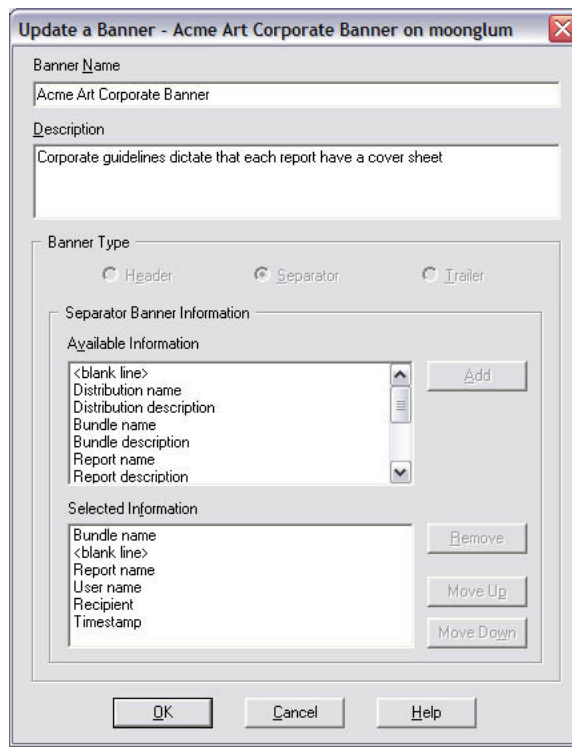 Update a Banner - Acme Art Corporate Banner on moonglum
Banner Name
Acme Art Corporate Banner
Description
Corporate guidelines dictate that each report have a cover sheet
Banner Type
Header Separator Trailer
Separator Banner Information
Available Information
<blank line>
Distribution name
Distribution description
Bundle name
Bundle description
Report name
Report description
Add
Selected Information
Bundle name
<blank line>
Report name
User name
Recipient
Timestamp
Remove
Move Up
Move Down
OK Cancel Help